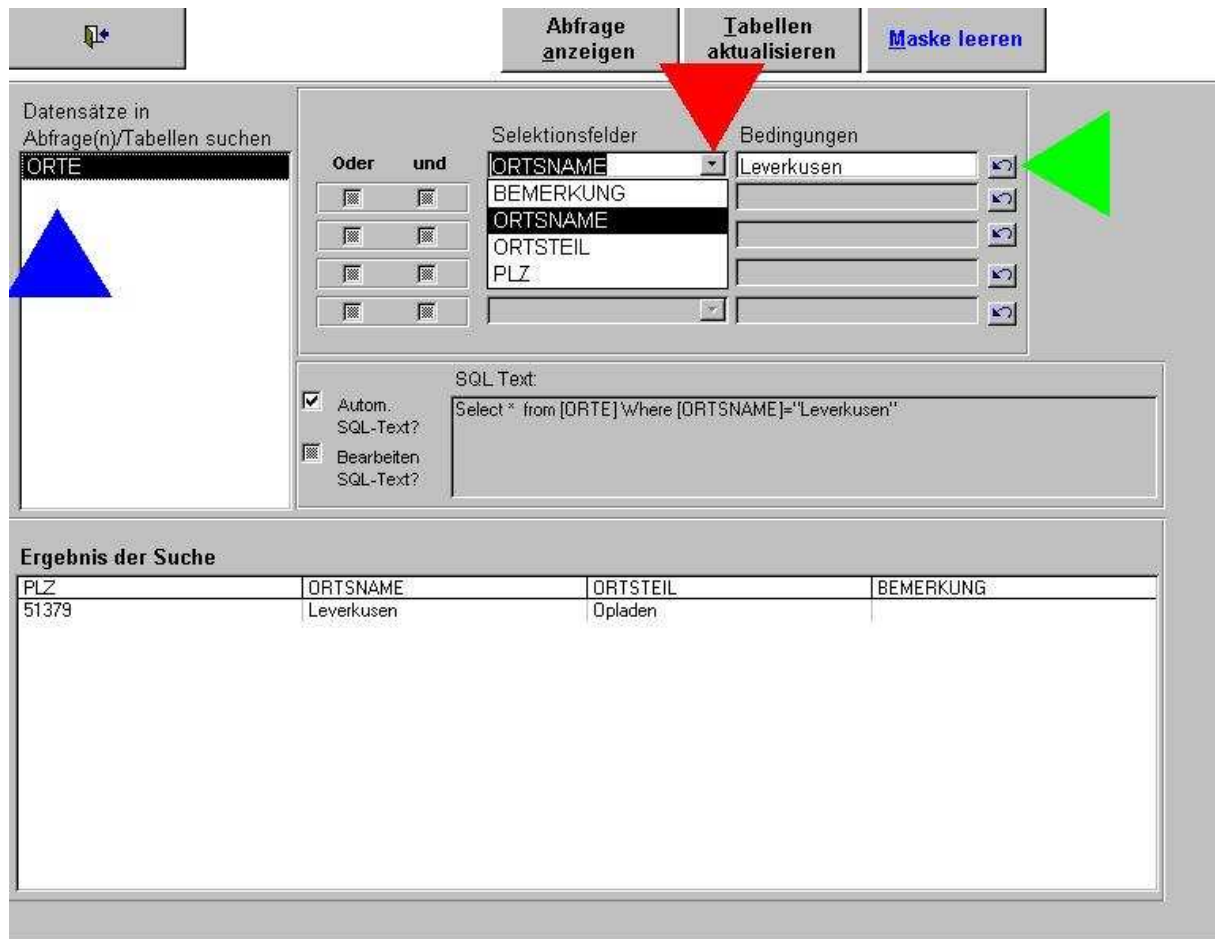 Abfrage
anzeigen
Tabellen
aktualisieren
Maske leeren
Datensätze in
Abfrage(n)/Tabellen suchen
ORTE
Oder und
Selektionsfelder
Bedingungen
ORTSNAME
Leverkusen
BEMERKUNG
ORTSNAME
ORTSTEIL
PLZ
SQL Text:
Autom.
SQL-Text?
Bearbeiten
SQL-Text?
Select * from [ORTE] Where [ORTSNAME]="Leverkusen"
Ergebnis der Suche
PLZ ORTSNAME ORTSTEIL BEMERKUNG
51379 Leverkusen Opladen